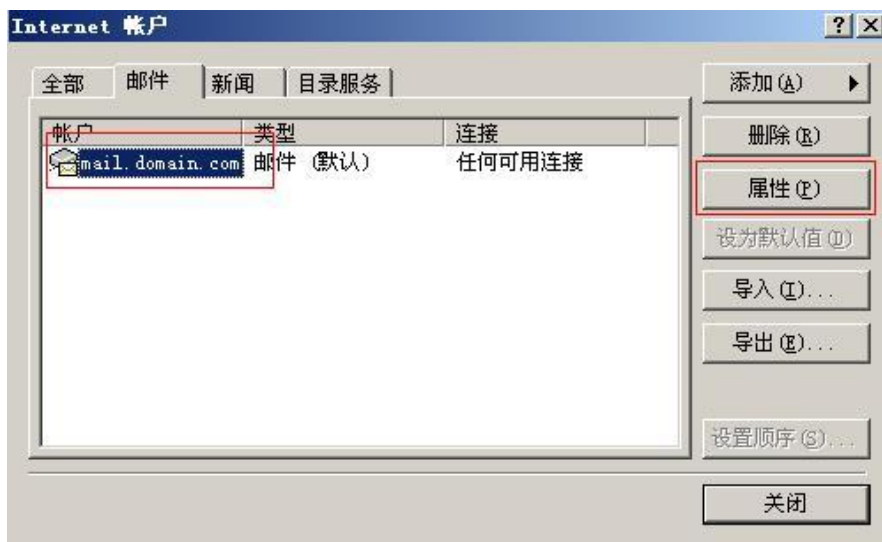 Internet 帐户
全部 邮件 新闻 目录服务
帐户 类型 连接
mail.domain.com 邮件 (默认) 任何可用连接
添加(A)
删除(R)
属性(P)
设为默认值(D)
导入(I)...
导出(E)...
设置顺序(S)...
关闭